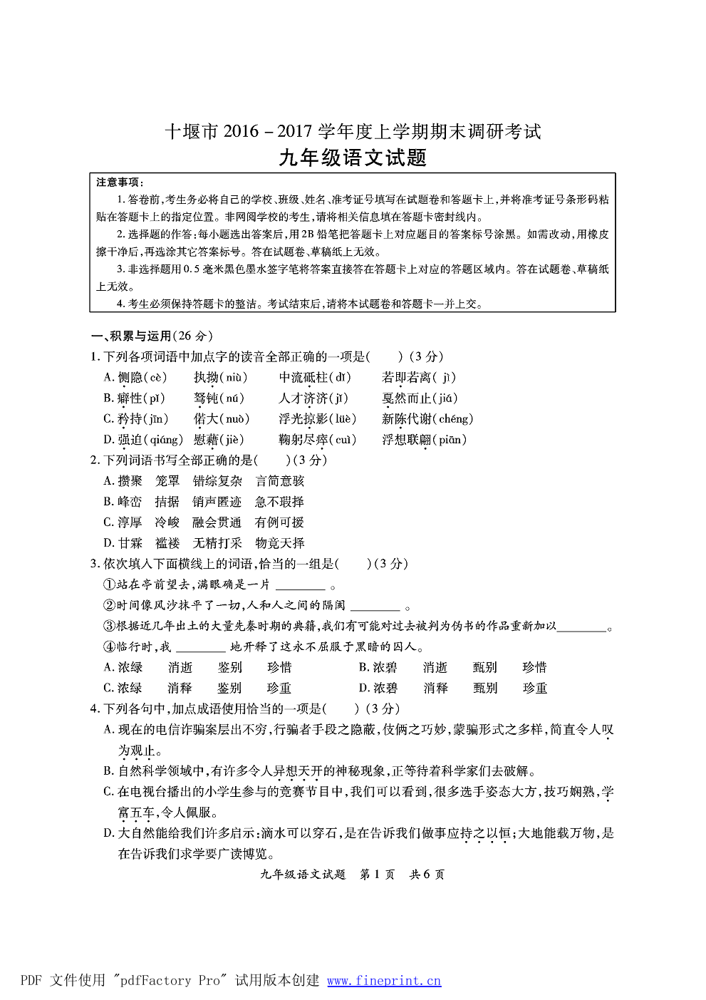 十堰市 2016－2017 学年度上学期期末调研考试
九年级语文试题
注意事项：
1. 答卷前，考生务必将自己的学校、班级、姓名、准考证号填写在试题卷和答题卡上，并将准考证号条形码粘
贴在答题卡上的指定位置。非网阅学校的考生，请将相关信息填在答题卡密封线内。
2. 选择题的作答：每小题选出答案后，用 2B 铅笔把答题卡上对应题目的答案标号涂黑。如需改动，用橡皮
擦干净后，再选涂其它答案标号。答在试题卷、草稿纸上无效。
3. 非选择题用 0.5 毫米黑色墨水签字笔将答案直接答在答题卡上对应的答题区域内。答在试题卷、草稿纸
上无效。
4. 考生必须保持答题卡的整洁。考试结束后，请将本试题卷和答题卡一并上交。
一、积累与运用（26 分）
1. 下列各项词语中加点字的读音全部正确的一项是（　　）（3 分）
A. 恻隐（cè）　执拗（niù）　中流砥柱（dǐ）　若即若离（jì）
B. 癖性（pǐ）　驽钝（nú）　人才济济（jǐ）　戛然而止（jiá）
C. 矜持（jīn）　偌大（nuò）　浮光掠影（lüè）　新陈代谢（chéng）
D. 强迫（qiáng）　慰藉（jiè）　鞠躬尽瘁（cuì）　浮想联翩（piān）
2. 下列词语书写全部正确的是（　　）（3 分）
A. 攒聚　笼罩　错综复杂　言简意骇
B. 峰峦　拮据　销声匿迹　急不瑕择
C. 淳厚　冷峻　融会贯通　有例可援
D. 甘霖　褴褛　无精打采　物竟天择
3. 依次填入下面横线上的词语，恰当的一组是（　　）（3 分）
①站在亭前望去，满眼确是一片 ________ 。
②时间像风沙抹平了一切，人和人之间的隔阂 ________ 。
③根据近几年出土的大量先秦时期的典籍，我们有可能对过去被判为伪书的作品重新加以________。
④临行时，我 ________ 地开释了这永不屈服于黑暗的囚人。
A. 浓绿　消逝　鉴别　珍惜　B. 浓碧　消逝　甄别　珍惜
C. 浓绿　消释　鉴别　珍重　D. 浓碧　消释　甄别　珍重
4. 下列各句中，加点成语使用恰当的一项是（　　）（3 分）
A. 现在的电信诈骗案层出不穷，行骗者手段之隐蔽，伎俩之巧妙，蒙骗形式之多样，简直令人叹
为观止。
B. 自然科学领域中，有许多令人异想天开的神秘现象，正等待着科学家们去破解。
C. 在电视台播出的小学生参与的竞赛节目中，我们可以看到，很多选手姿态大方，技巧娴熟，学
富五车，令人佩服。
D. 大自然能给我们许多启示：滴水可以穿石，是在告诉我们做事应持之以恒；大地能载万物，是
在告诉我们求学要广读博览。
九年级语文试题　第 1 页　共 6 页
PDF 文件使用 "pdfFactory Pro" 试用版本创建 www.fineprint.cn